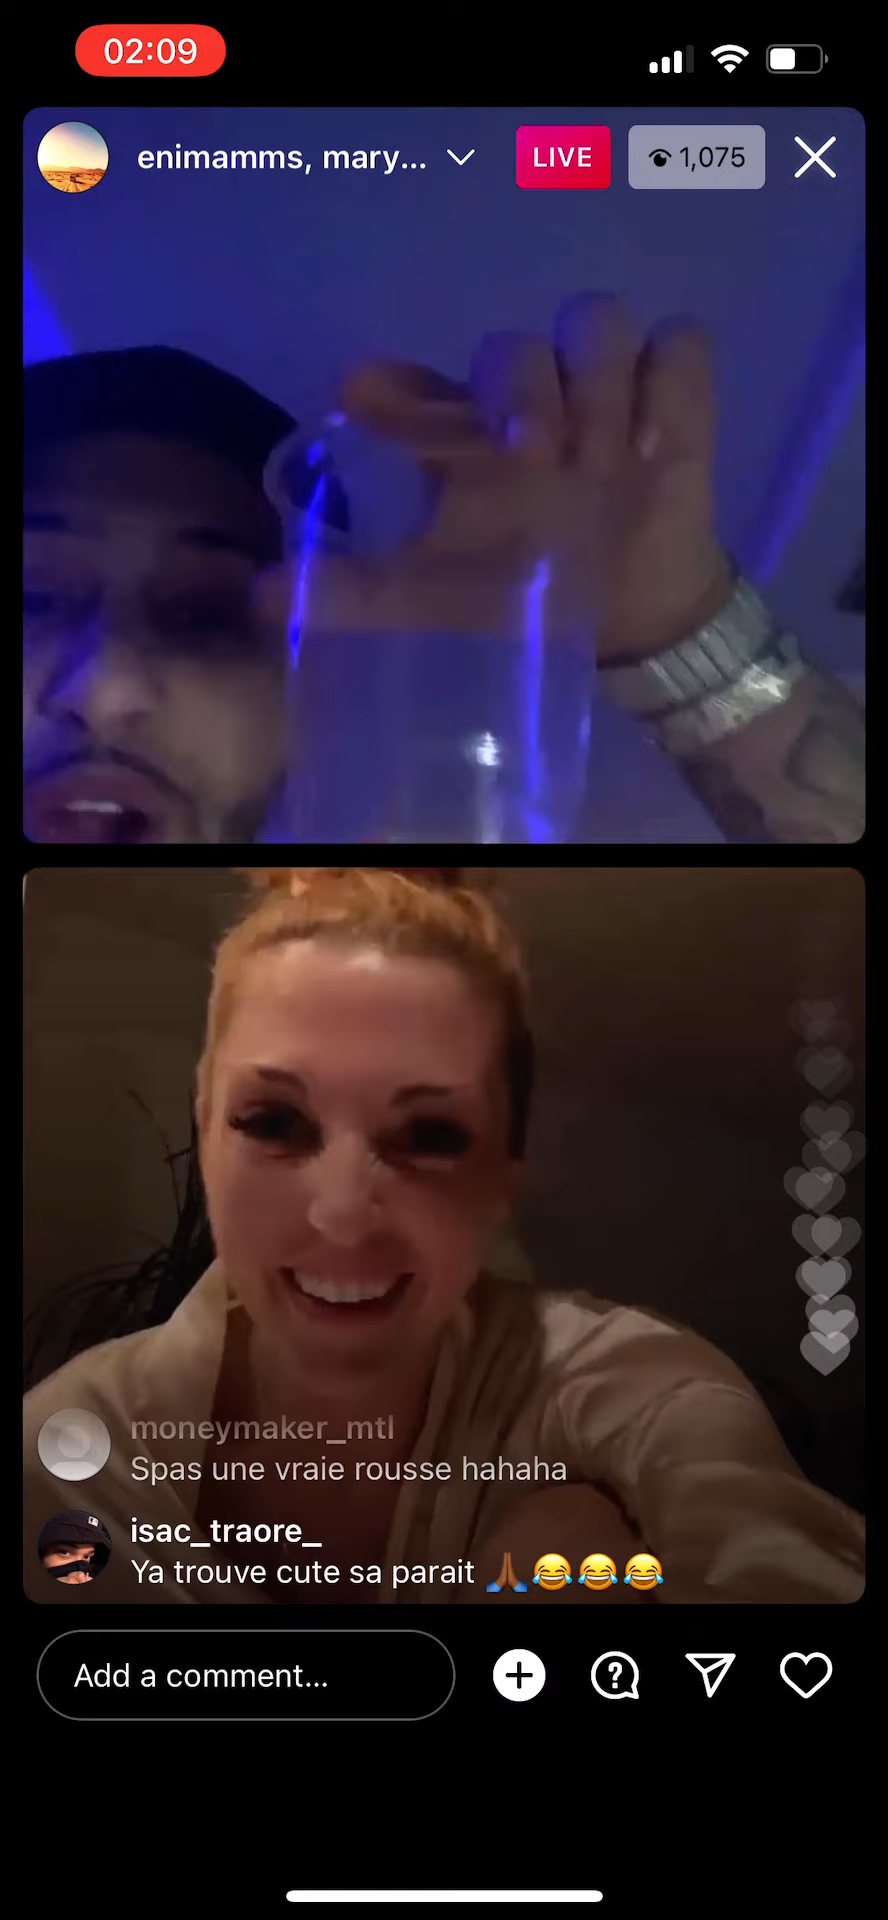 02:09
enimamms, mary...
LIVE
1,075
moneymaker_mtl
Spas une vraie rousse hahaha
isac_traore_
Ya trouve cute sa parait 🙏🏾😂😂😂
Add a comment...